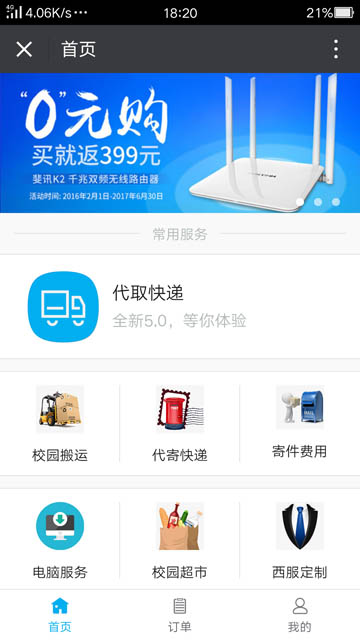 4G 4.06K/s 18:20 21%
首页
“0”元购
买就返399元
斐讯K2 千兆双频无线路由器
活动时间: 2016年2月1日-2017年6月30日
常用服务
代取快递
全新5.0，等你体验
校园搬运 代寄快递 寄件费用
电脑服务 校园超市 西服定制
首页 订单 我的